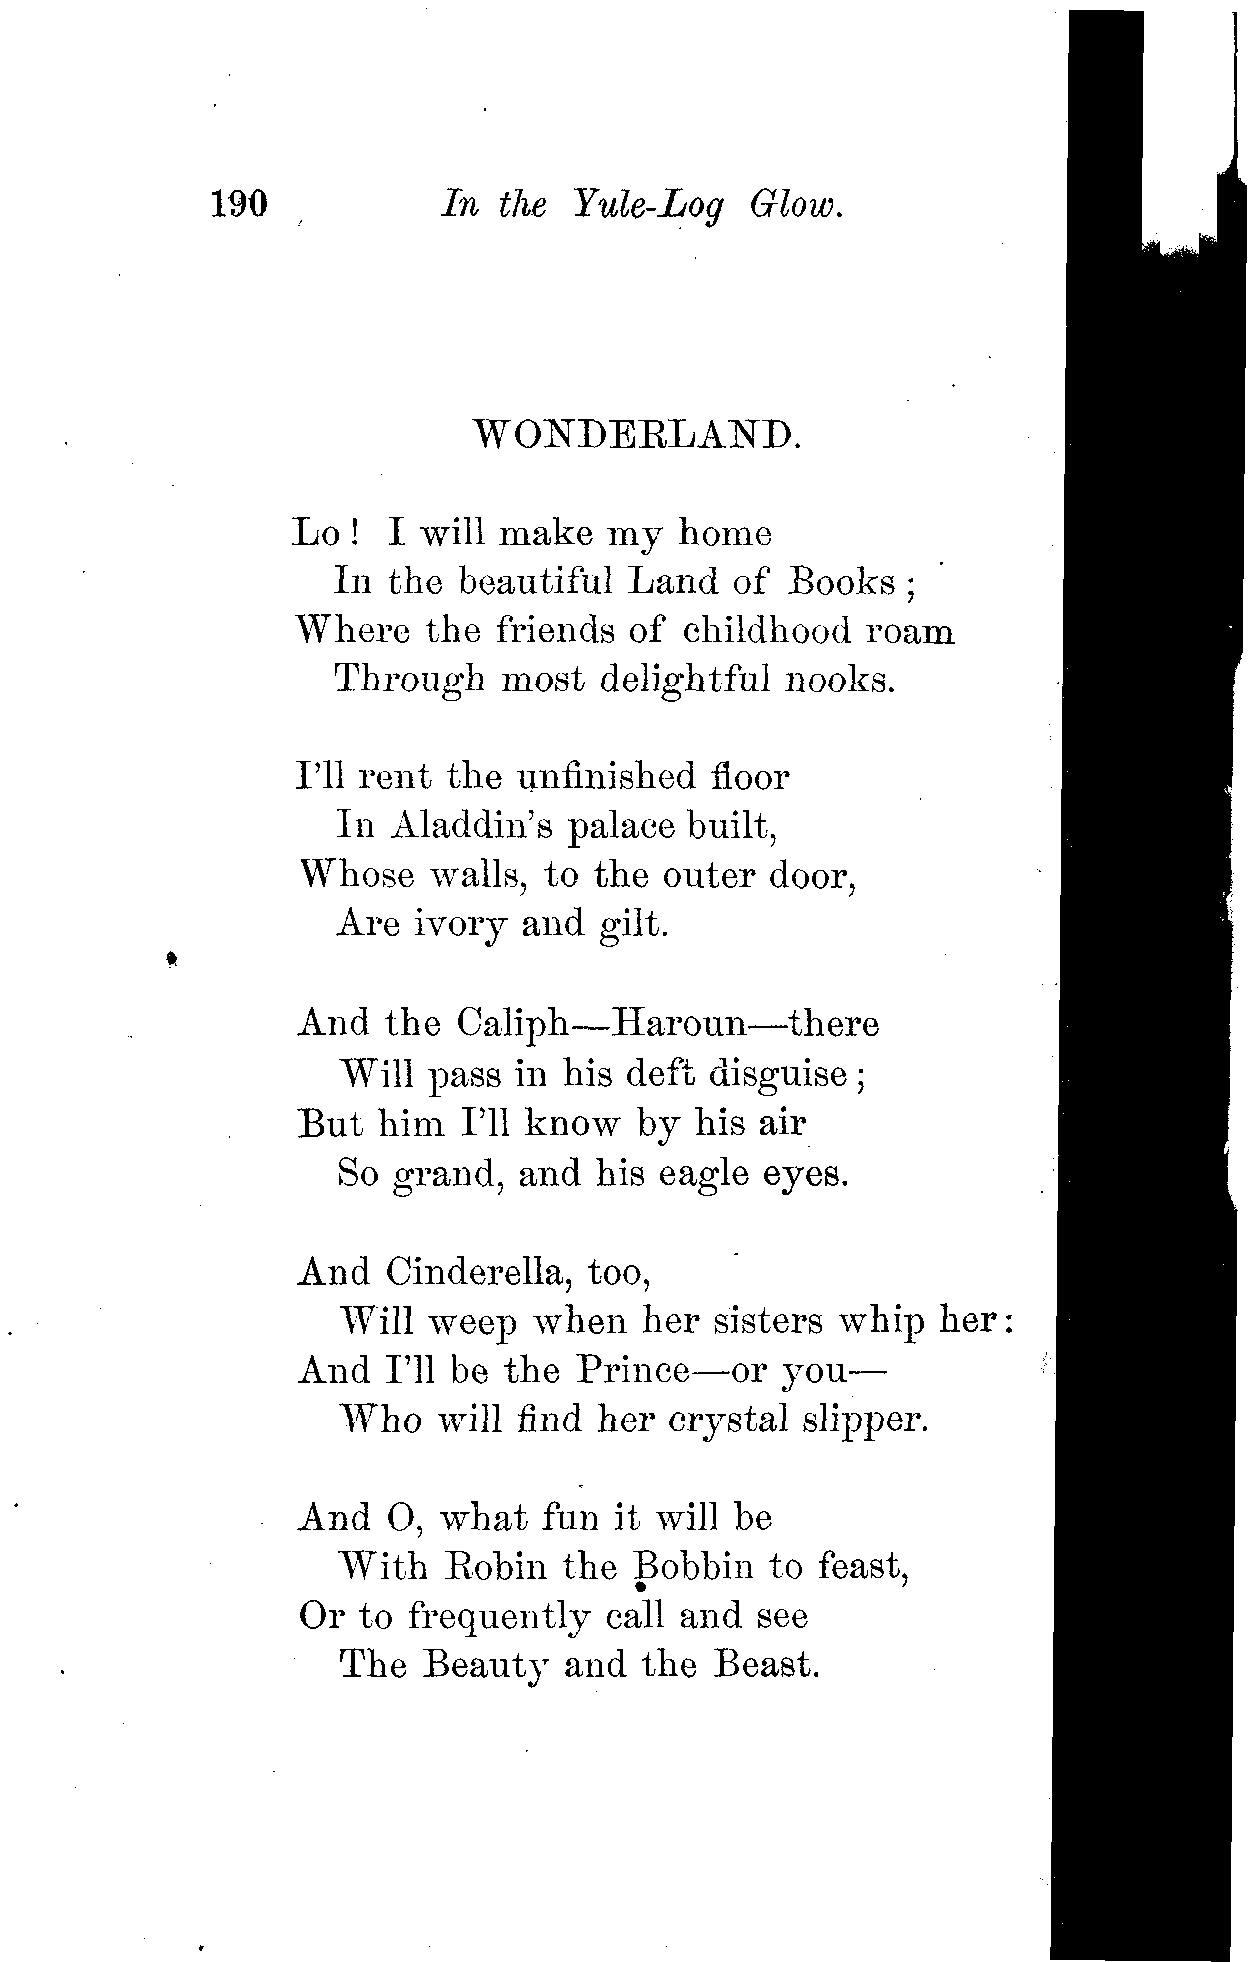 190 In the Yule-Log Glow.
WONDERLAND.
Lo! I will make my home
In the beautiful Land of Books;
Where the friends of childhood roam
Through most delightful nooks.
I'll rent the unfinished floor
In Aladdin's palace built,
Whose walls, to the outer door,
Are ivory and gilt.
And the Caliph—Haroun—there
Will pass in his deft disguise;
But him I'll know by his air
So grand, and his eagle eyes.
And Cinderella, too,
Will weep when her sisters whip her:
And I'll be the Prince—or you—
Who will find her crystal slipper.
And O, what fun it will be
With Robin the Bobbin to feast,
Or to frequently call and see
The Beauty and the Beast.